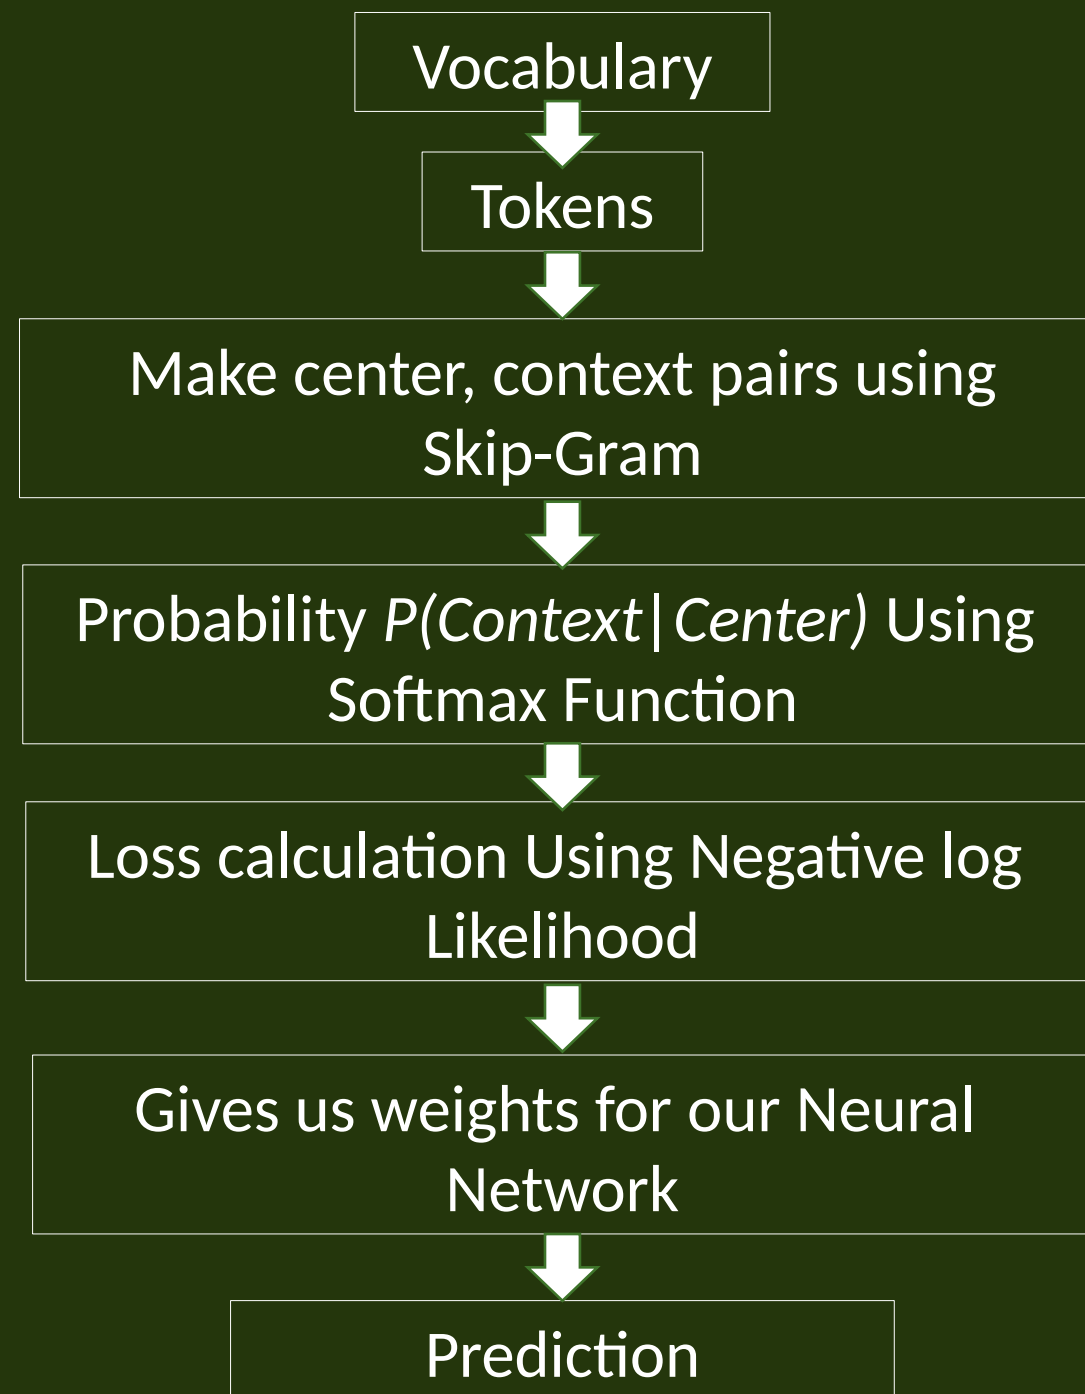 Vocabulary
Tokens
Make center, context pairs using
Skip-Gram
Probability P(Context|Center) Using
Softmax Function
Loss calculation Using Negative log
Likelihood
Gives us weights for our Neural
Network
Prediction